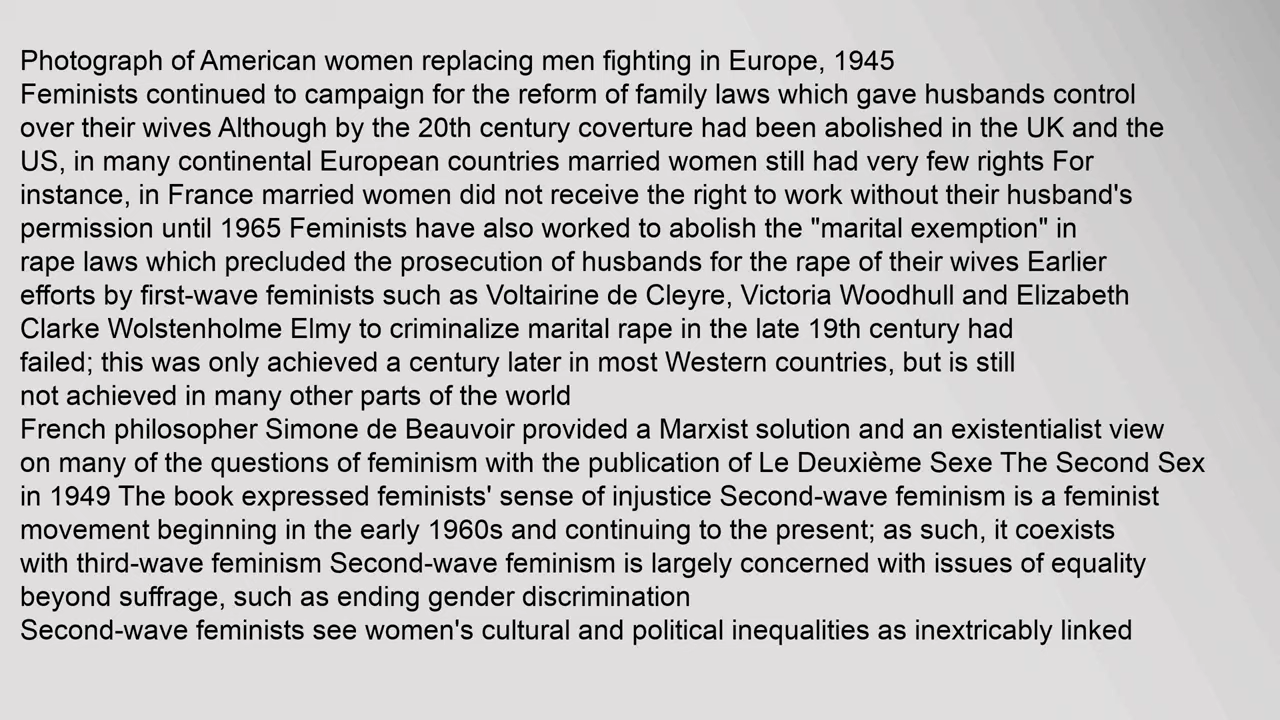 Photograph of American women replacing men fighting in Europe, 1945
Feminists continued to campaign for the reform of family laws which gave husbands control
over their wives Although by the 20th century coverture had been abolished in the UK and the
US, in many continental European countries married women still had very few rights For
instance, in France married women did not receive the right to work without their husband's
permission until 1965 Feminists have also worked to abolish the "marital exemption" in
rape laws which precluded the prosecution of husbands for the rape of their wives Earlier
efforts by first-wave feminists such as Voltairine de Cleyre, Victoria Woodhull and Elizabeth
Clarke Wolstenholme Elmy to criminalize marital rape in the late 19th century had
failed; this was only achieved a century later in most Western countries, but is still
not achieved in many other parts of the world
French philosopher Simone de Beauvoir provided a Marxist solution and an existentialist view
on many of the questions of feminism with the publication of Le Deuxième Sexe The Second Sex
in 1949 The book expressed feminists' sense of injustice Second-wave feminism is a feminist
movement beginning in the early 1960s and continuing to the present; as such, it coexists
with third-wave feminism Second-wave feminism is largely concerned with issues of equality
beyond suffrage, such as ending gender discrimination
Second-wave feminists see women's cultural and political inequalities as inextricably linked